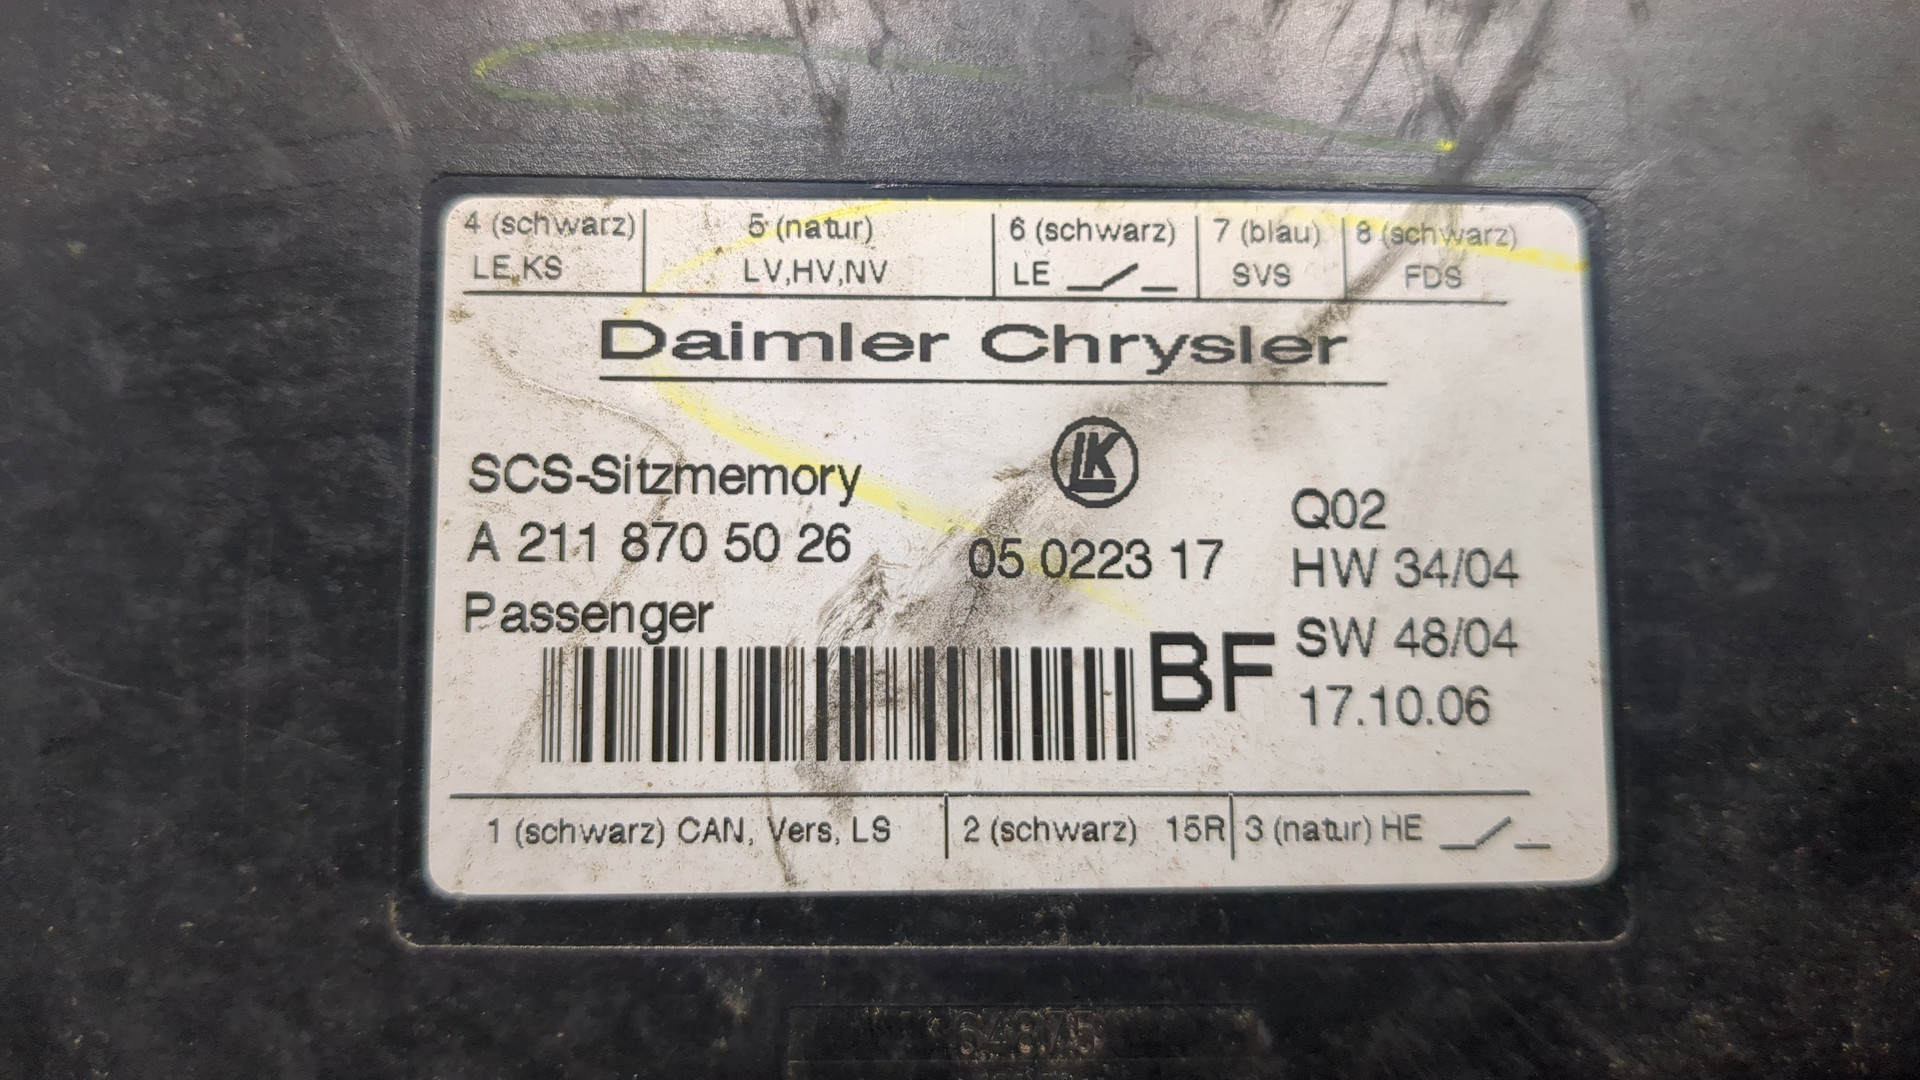 4 (schwarz) 5 (natur) 6 (schwarz) 7 (blau) 8 (schwarz)
LE,KS LV,HV,NV LE SVS FDS
Daimler Chrysler
LK
SCS-Sitzmemory
Q02
A 211 870 50 26 05 0223 17 HW 34/04
Passenger
BF SW 48/04
17.10.06
1 (schwarz) CAN, Vers, LS 2 (schwarz) 15R 3 (natur) HE